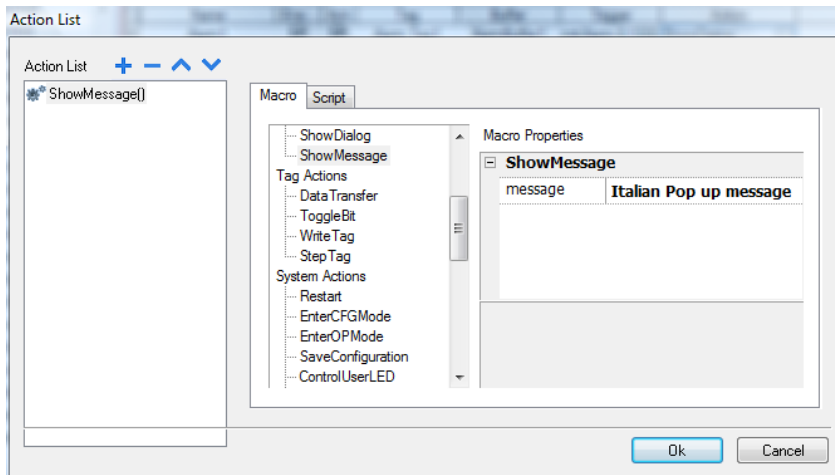 Action List
Action List
ShowMessage()
Macro
Script
ShowDialog
ShowMessage
Tag Actions
DataTransfer
ToggleBit
WriteTag
StepTag
System Actions
Restart
EnterCFGMode
EnterOPMode
SaveConfiguration
ControlUserLED
Macro Properties
ShowMessage
message Italian Pop up message
Ok
Cancel